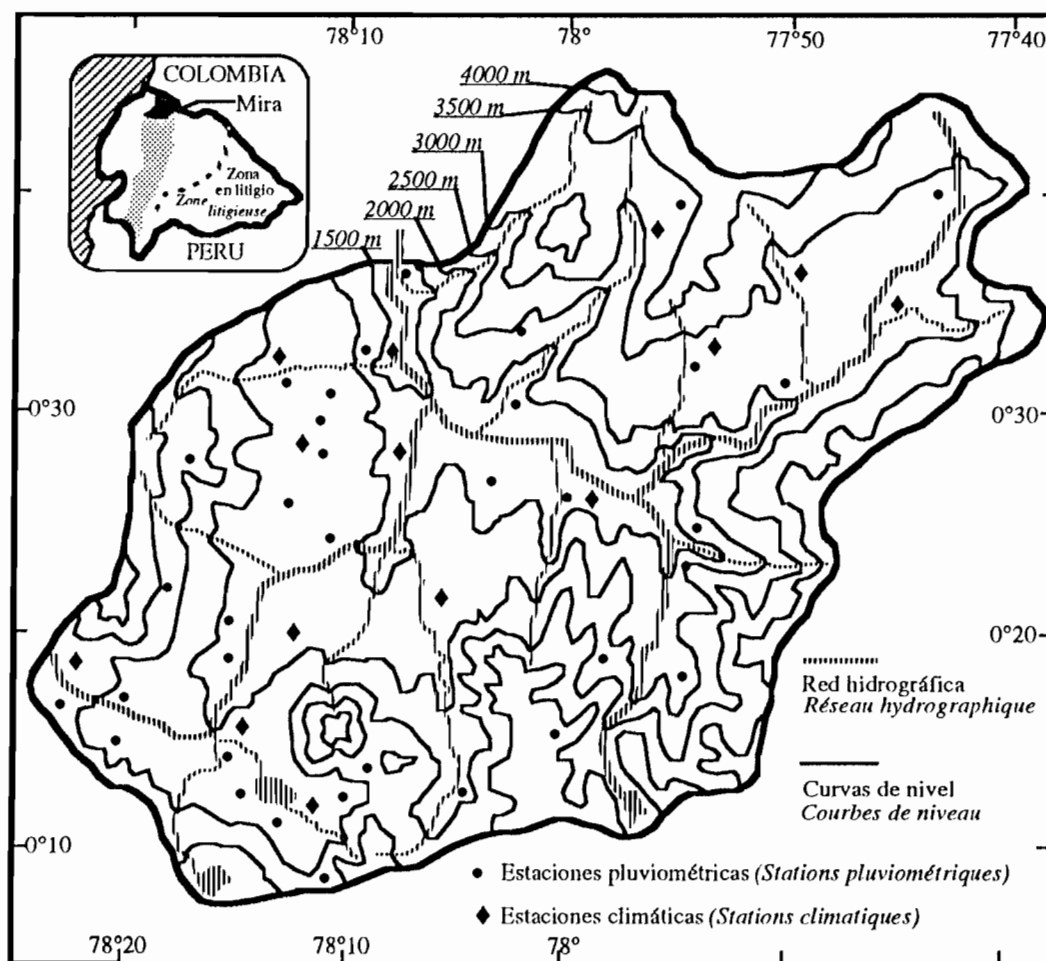 78°10
78°
77°50
77°40
COLOMBIA
Mira
Zona
en litigio
Zone
litigieuse
PERU
4000 m
3500 m
3000 m
2500 m
2000 m
1500 m
0°30
0°30
0°20
Red hidrográfica
Réseau hydrographique
Curvas de nivel
Courbes de niveau
0°10
• Estaciones pluviométricas (Stations pluviométriques)
♦ Estaciones climáticas (Stations climatiques)
78°20
78°10
78°